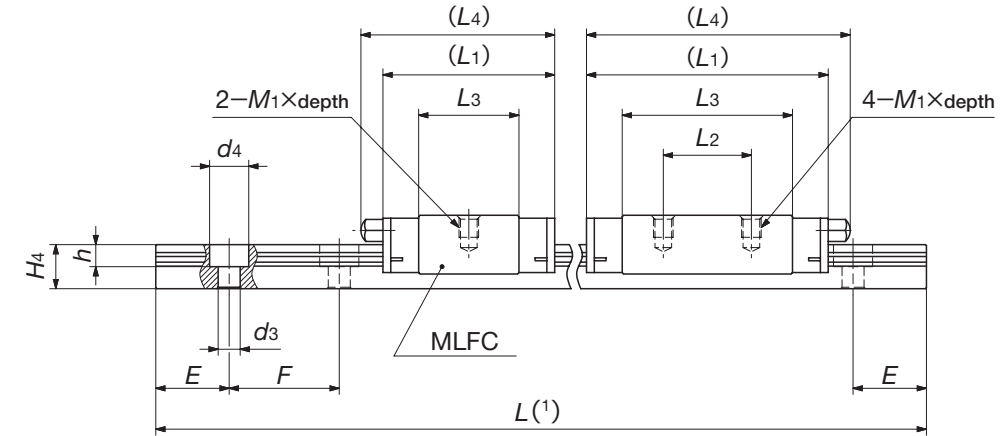 (L4) (L4)
(L1) (L1)
2−M1×depth L3 L3 4−M1×depth
L2
d4
H4 h
d3
MLFC
E F E
L(1)